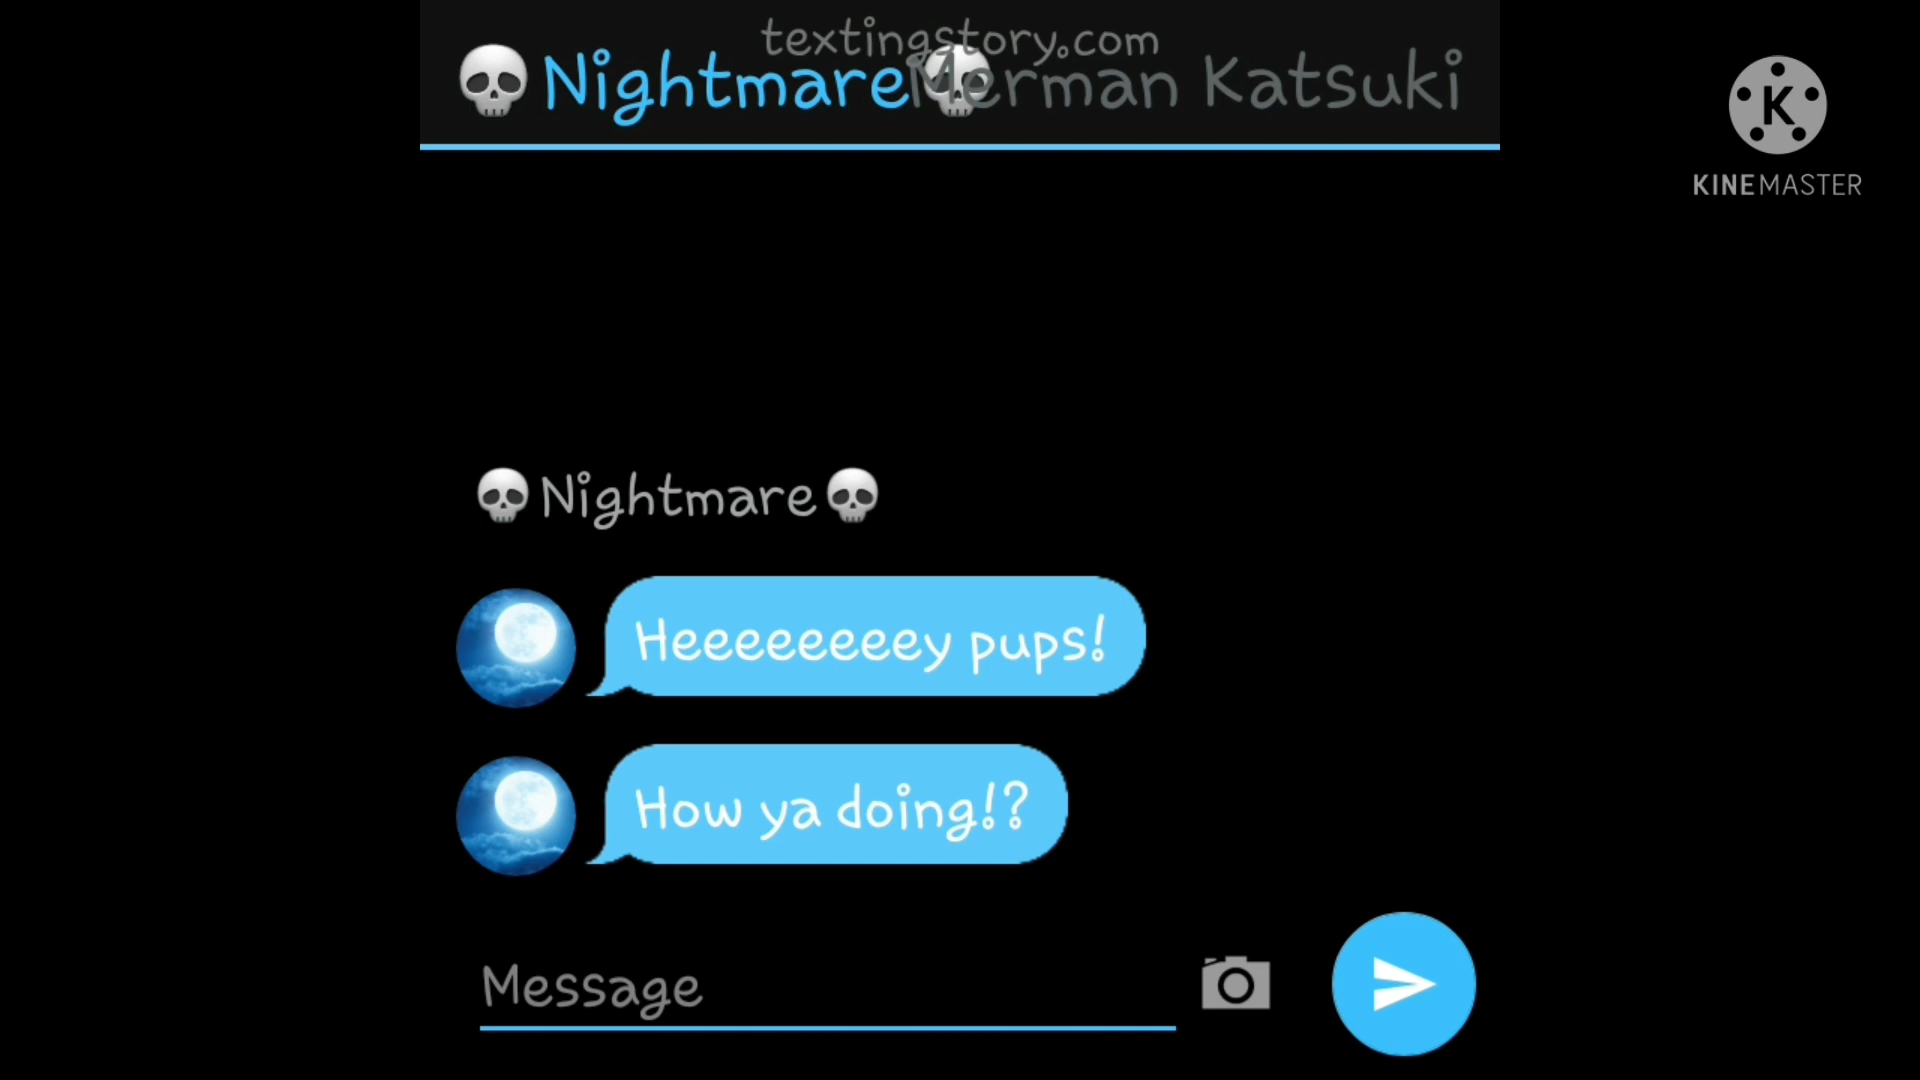 textingstory.com
💀Nightmare💀Merman Katsuki
K
KINEMASTER
💀Nightmare💀
Heeeeeeeey pups!
How ya doing!?
Message